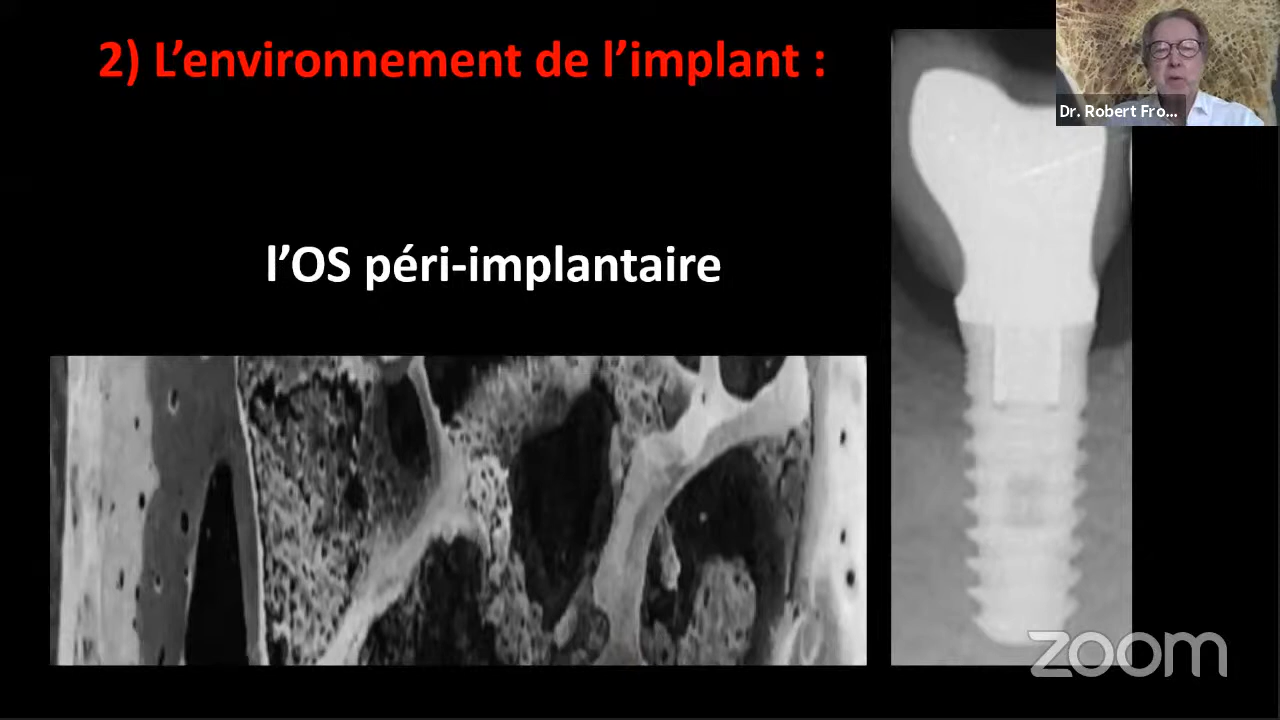 2) L’environnement de l’implant :
Dr. Robert Fro...
l’OS péri-implantaire
zoom